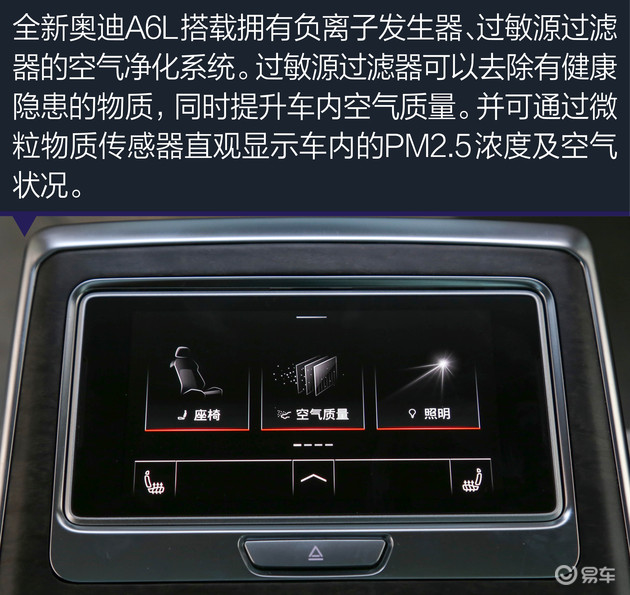 全新奥迪A6L搭载拥有负离子发生器、过敏源过滤
器的空气净化系统。过敏源过滤器可以去除有健康
隐患的物质，同时提升车内空气质量。并可通过微
粒物质传感器直观显示车内的PM2.5浓度及空气
状况。
座椅 空气质量 照明
易车